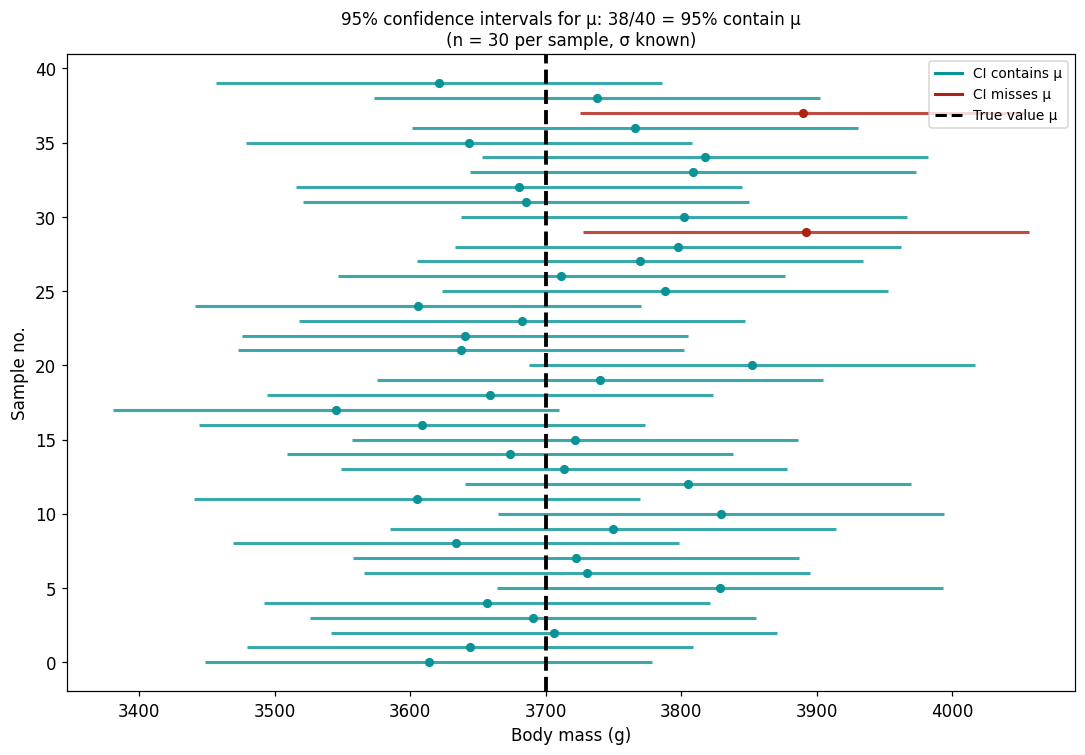 95% confidence intervals for μ: 38/40 = 95% contain μ
(n = 30 per sample, σ known)
CI contains μ
CI misses μ
True value μ
Sample no.
40
35
30
25
20
15
10
5
0
3400 3500 3600 3700 3800 3900 4000
Body mass (g)